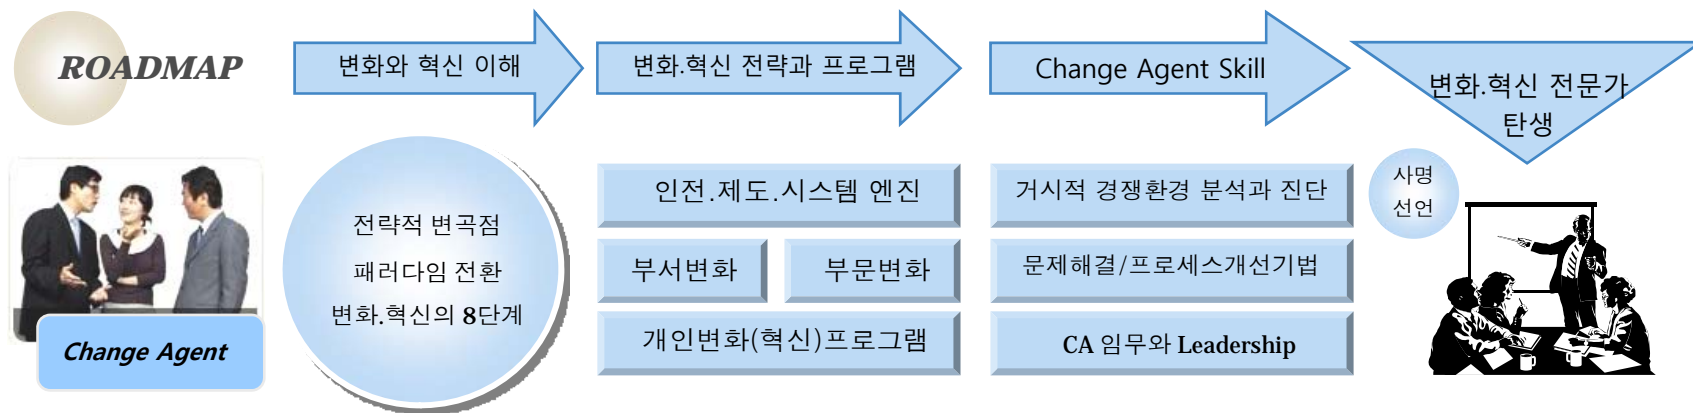 ROADMAP
변화와 혁신 이해
변화.혁신 전략과 프로그램
Change Agent Skill
변화.혁신 전문가
탄생
Change Agent
전략적 변곡점
패러다임 전환
변화.혁신의 8단계
인전.제도.시스템 엔진
부서변화
부문변화
개인변화(혁신)프로그램
거시적 경쟁환경 분석과 진단
문제해결/프로세스개선기법
CA 임무와 Leadership
사명
선언